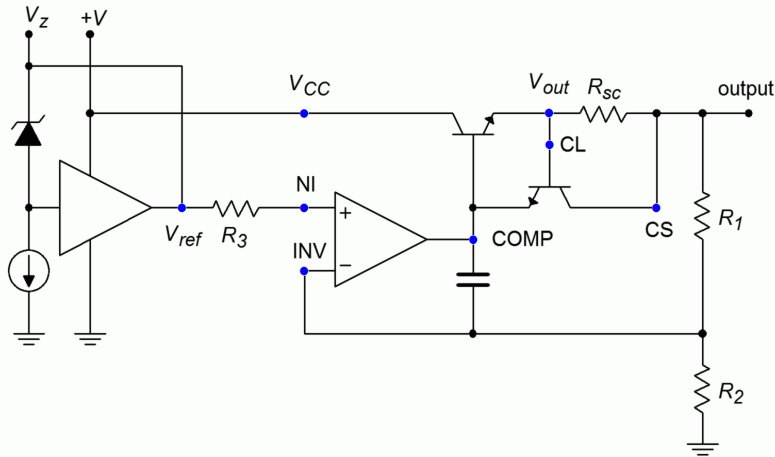 Vz
+V
VCC
Vout
Rsc
output
CL
NI
+
Vref
R3
INV
−
COMP
CS
R1
R2